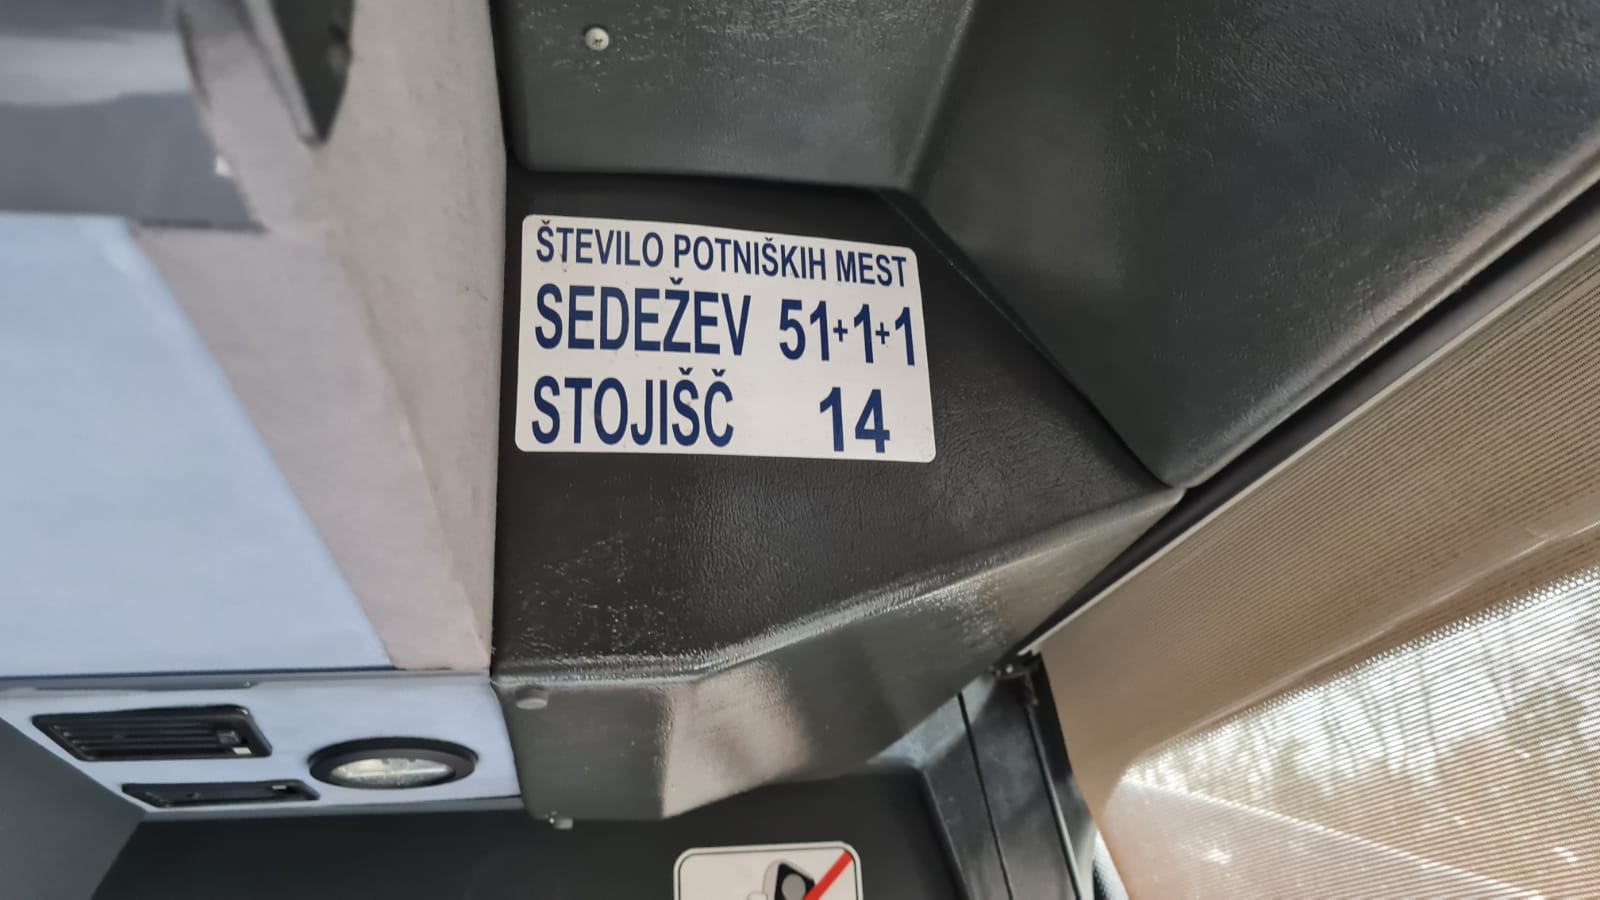 ŠTEVILO POTNIŠKIH MEST
SEDEŽEV 51+1+1
STOJIŠČ 14